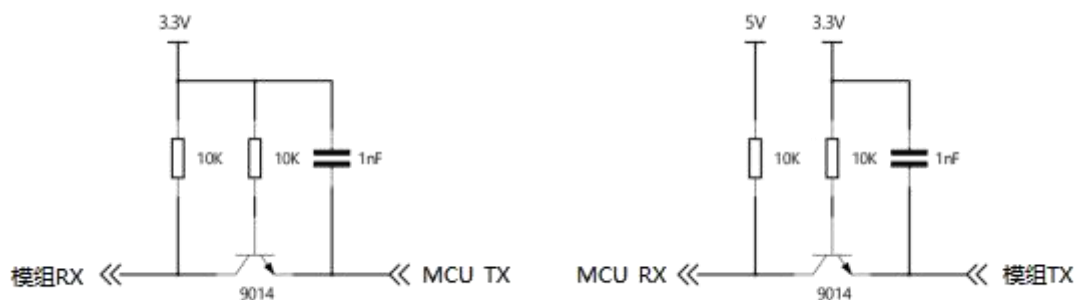 3.3V
10K
10K
1nF
模组RX
MCU TX
9014
5V
3.3V
10K
10K
1nF
MCU RX
模组TX
9014